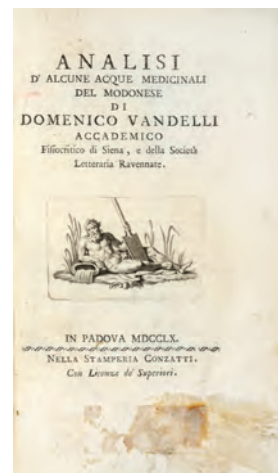 ANALISI
D' ALCUNE ACQUE MEDICINALI
DEL MODONESE
DI
DOMENICO VANDELLI
ACCADEMICO
Fisiocritico di Siena, e della Società
Letteraria Ravennate.
IN PADOVA MDCCLX.
NELLA STAMPERIA CONZATTI.
Con Licenza de' Superiori.